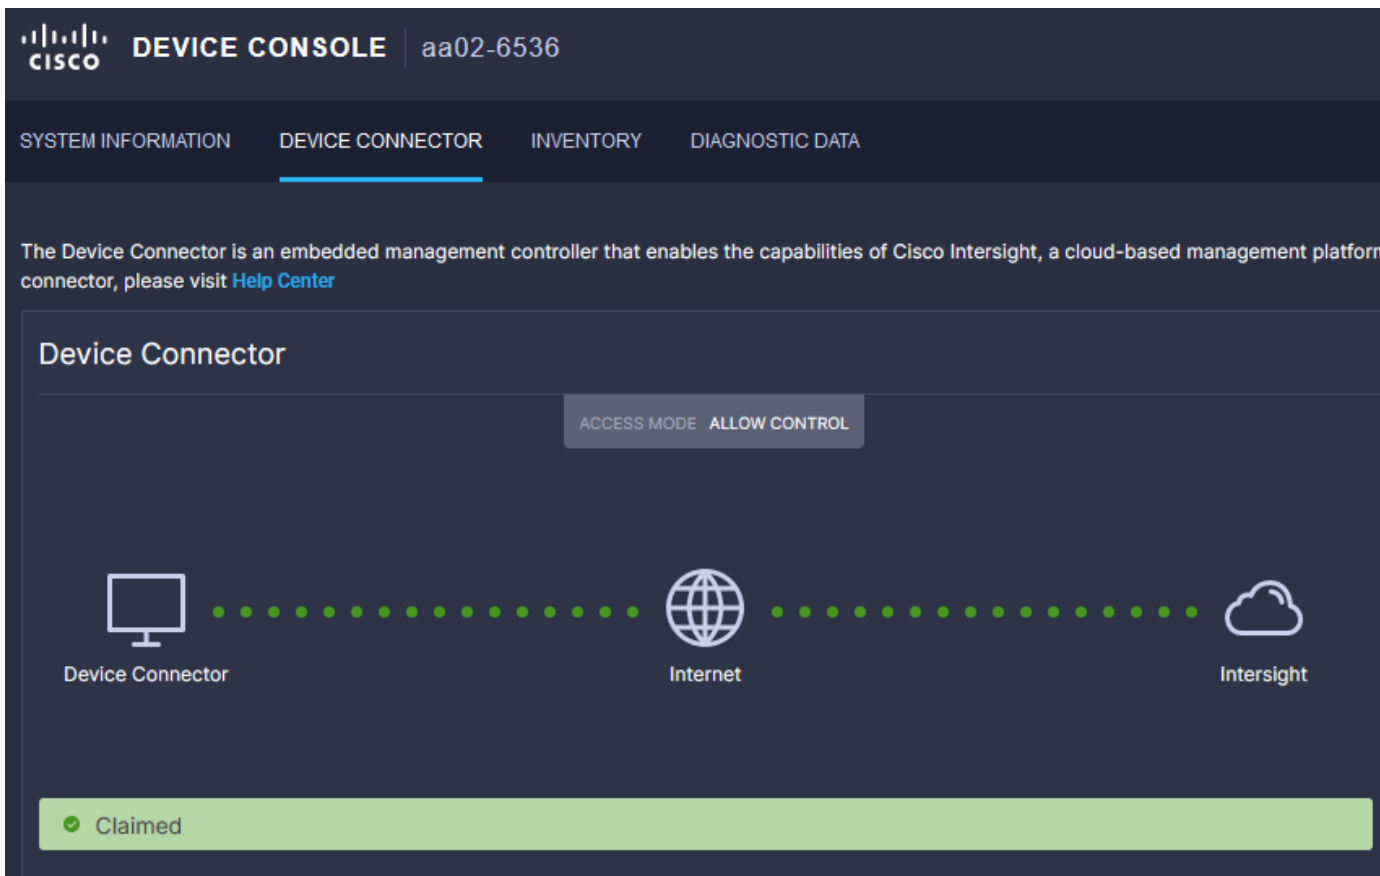 CISCO DEVICE CONSOLE aa02-6536
SYSTEM INFORMATION DEVICE CONNECTOR INVENTORY DIAGNOSTIC DATA
The Device Connector is an embedded management controller that enables the capabilities of Cisco Intersight, a cloud-based management platform
connector, please visit Help Center
Device Connector
ACCESS MODE ALLOW CONTROL
Device Connector Internet Intersight
Claimed